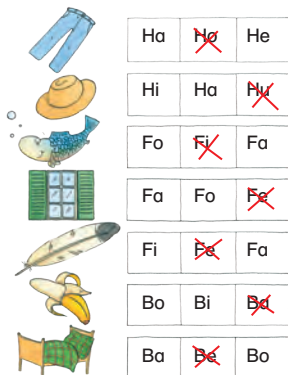 Ha Ho He
Hi Ha Hu
Fo Fi Fa
Fa Fo Fe
Fi Fe Fa
Bo Bi Ba
Ba Be Bo